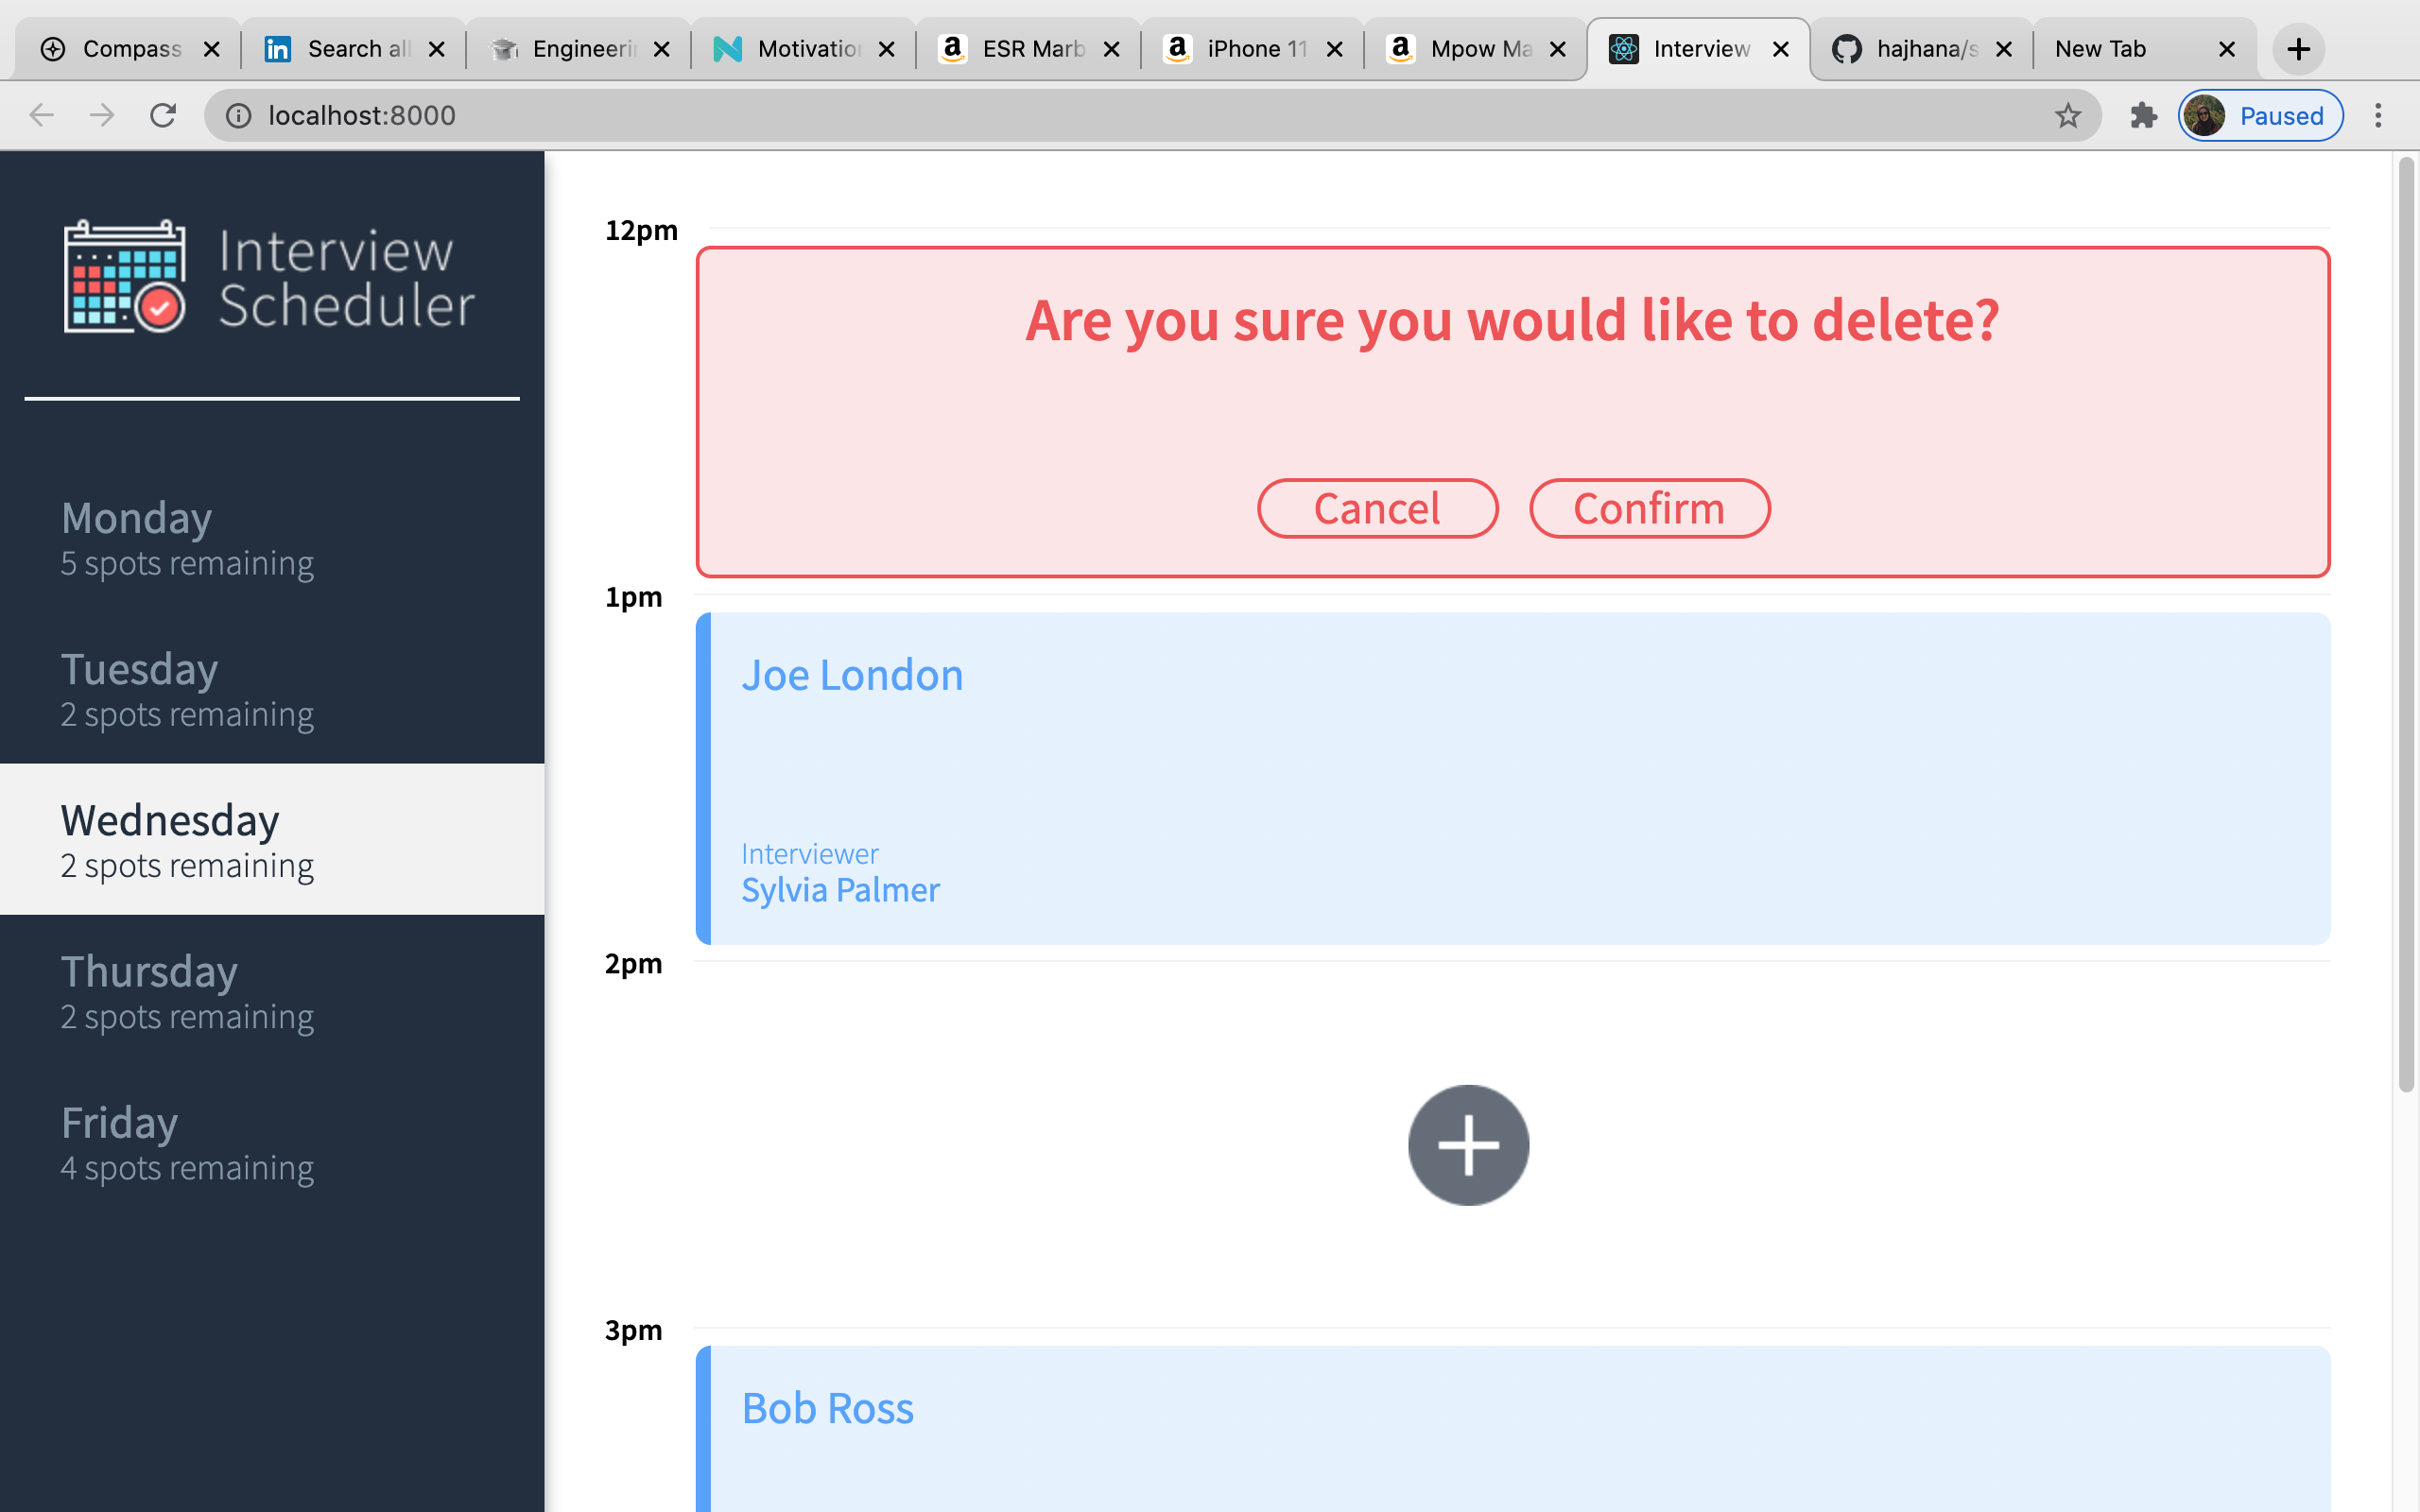 Compass
Search all
Engineeri
Motivation
ESR Marb
iPhone 11
Mpow Ma
Interview
hajhana/s
New Tab
localhost:8000
Paused
Interview
Scheduler
Monday
5 spots remaining
Tuesday
2 spots remaining
Wednesday
2 spots remaining
Thursday
2 spots remaining
Friday
4 spots remaining
12pm
Are you sure you would like to delete?
Cancel
Confirm
1pm
Joe London
Interviewer
Sylvia Palmer
2pm
3pm
Bob Ross